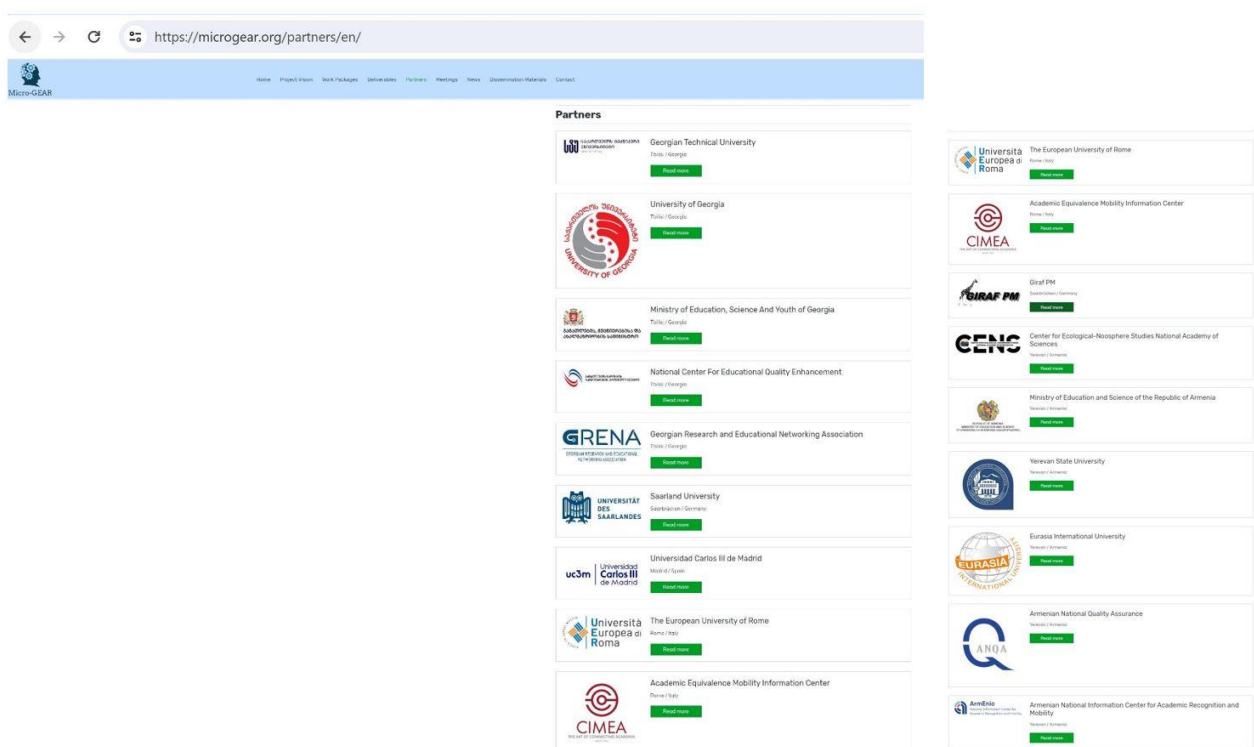 https://microgear.org/partners/en/
Micro-GEAR
Home Project Vision Work Packages Deliverables Partners Meetings News Dissemination Materials Contact
Partners
Georgian Technical University
Tbilisi / Georgia
Read more
UNIVERSITY OF GEORGIA
University of Georgia
Tbilisi / Georgia
Read more
Ministry of Education, Science And Youth of Georgia
Tbilisi / Georgia
Read more
National Center For Educational Quality Enhancement
Tbilisi / Georgia
Read more
GRENA
GEORGIAN RESEARCH AND EDUCATIONAL
NETWORKING ASSOCIATION
Georgian Research and Educational Networking Association
Tbilisi / Georgia
Read more
UNIVERSITÄT
DES
SAARLANDES
Saarland University
Saarbrücken / Germany
Read more
uc3m Universidad
Carlos III
de Madrid
Universidad Carlos III de Madrid
Madrid / Spain
Read more
Università
Europea di
Roma
The European University of Rome
Rome / Italy
Read more
CIMEA
Academic Equivalence Mobility Information Center
Rome / Italy
Read more
Università
Europea di
Roma
The European University of Rome
Rome / Italy
Read more
CIMEA
Academic Equivalence Mobility Information Center
Rome / Italy
Read more
GIRAF PM
Giraf PM
Saarbrücken / Germany
Read more
CENS
Center for Ecological-Noosphere Studies National Academy of
Sciences
Yerevan / Armenia
Read more
Ministry of Education and Science of the Republic of Armenia
Yerevan / Armenia
Read more
Yerevan State University
Yerevan / Armenia
Read more
EURASIA
INTERNATIONAL UNIVERSITY
Eurasia International University
Yerevan / Armenia
Read more
ANQA
Armenian National Quality Assurance
Yerevan / Armenia
Read more
ArmEnic
Armenian National Information Center for Academic Recognition and
Mobility
Yerevan / Armenia
Read more